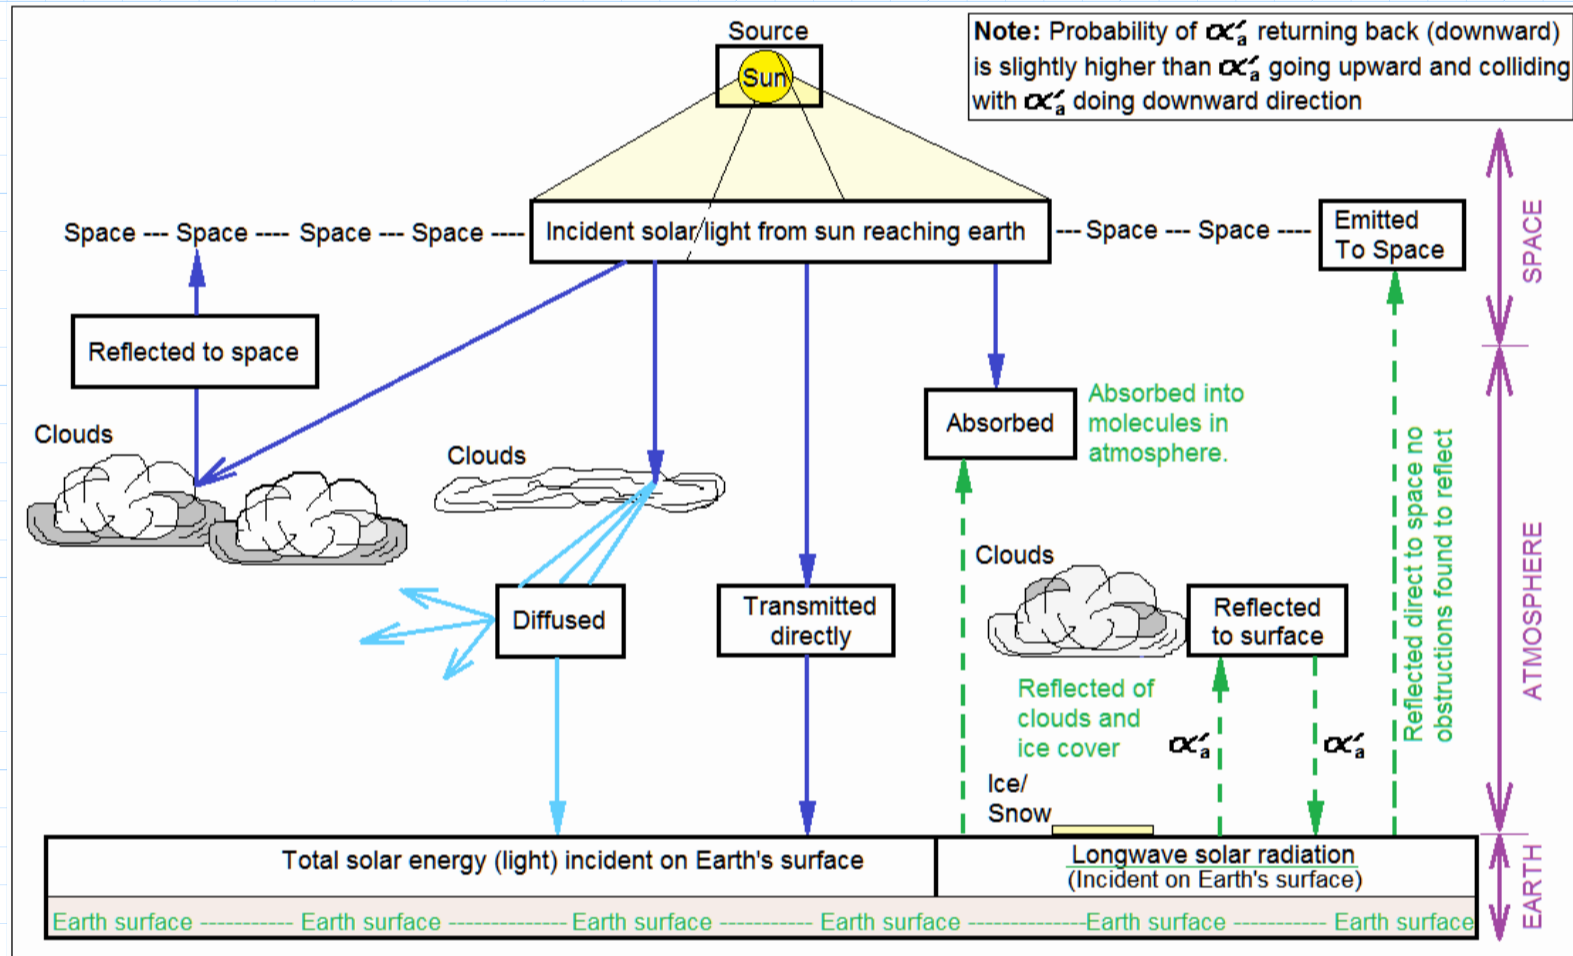 Source
Sun
Note: Probability of ∝́a returning back (downward)
is slightly higher than ∝́a going upward and colliding
with ∝́a doing downward direction
Space --- Space ---- Space --- Space ----
Incident solar light from sun reaching earth
--- Space --- Space ----
Emitted
To Space
SPACE
Reflected to space
Clouds
Clouds
Absorbed
Absorbed into
molecules in
atmosphere.
Reflected direct to space no
obstructions found to reflect
ATMOSPHERE
Clouds
Diffused
Transmitted
directly
Reflected
to surface
Reflected of
clouds and
ice cover
∝́a
∝́a
Ice/
Snow
Total solar energy (light) incident on Earth's surface
Longwave solar radiation
(Incident on Earth's surface)
EARTH
Earth surface ----------- Earth surface -------------- Earth surface ----------- Earth surface --------------Earth surface ----------- Earth surface